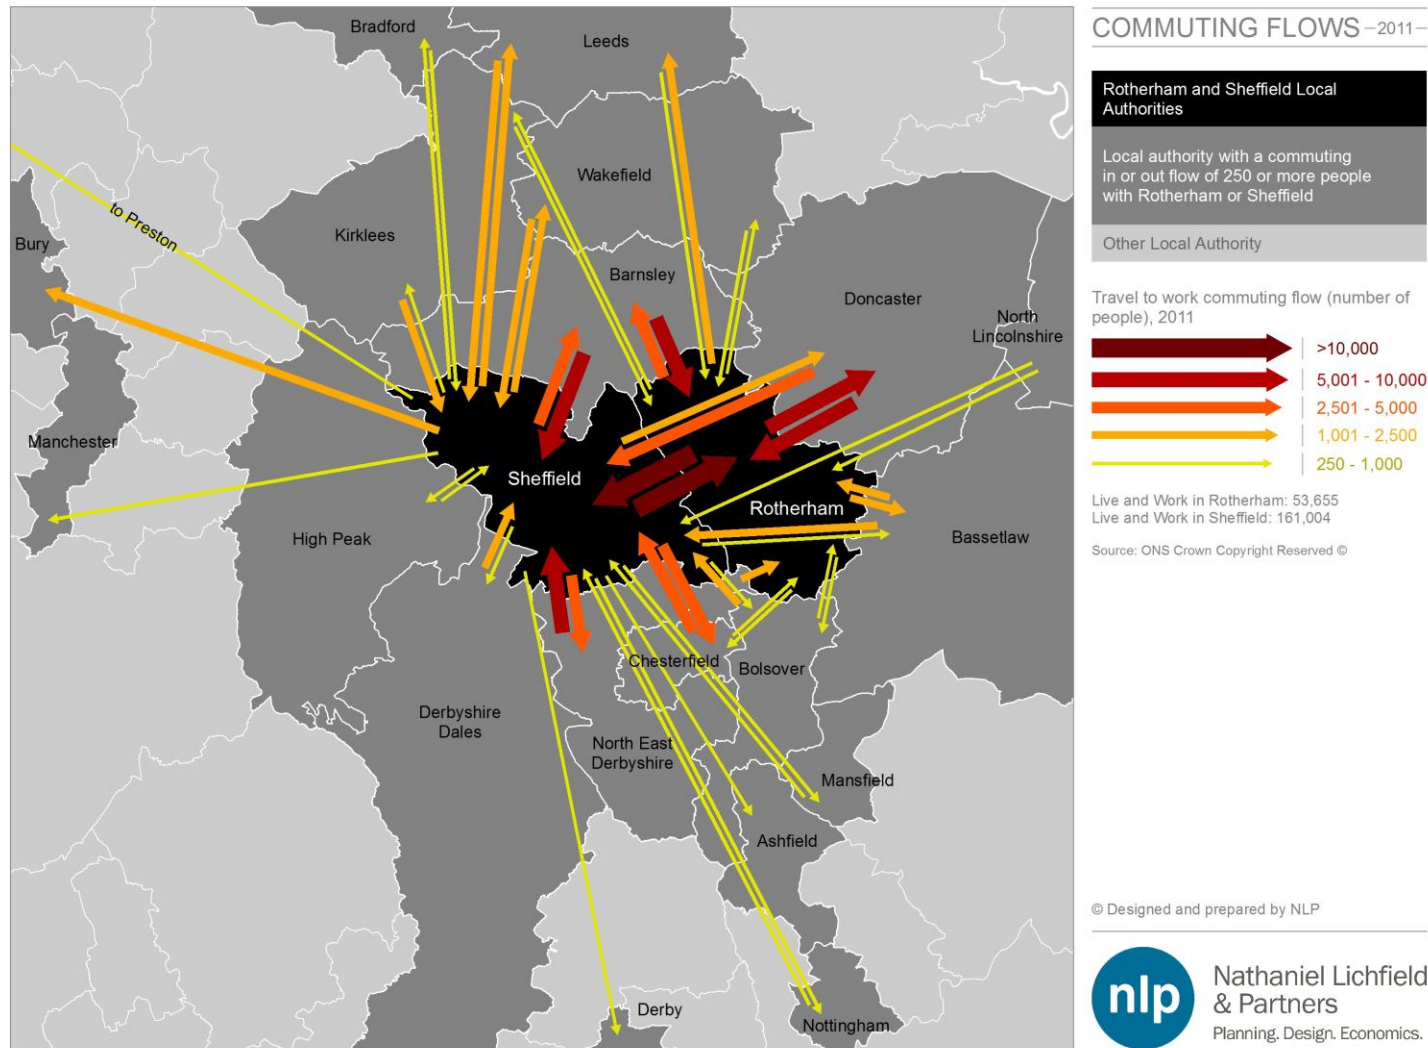 COMMUTING FLOWS –2011–
Rotherham and Sheffield Local
Authorities
Local authority with a commuting
in or out flow of 250 or more people
with Rotherham or Sheffield
Other Local Authority
Travel to work commuting flow (number of
people), 2011
>10,000
5,001 - 10,000
2,501 - 5,000
1,001 - 2,500
250 - 1,000
Live and Work in Rotherham: 53,655
Live and Work in Sheffield: 161,004
Source: ONS Crown Copyright Reserved ©
© Designed and prepared by NLP
nlp
Nathaniel Lichfield
& Partners
Planning. Design. Economics.
Bradford
Leeds
Wakefield
to Preston
Bury
Kirklees
Barnsley
Doncaster
North
Lincolnshire
Manchester
Sheffield
Rotherham
High Peak
Bassetlaw
Chesterfield
Bolsover
Derbyshire
Dales
North East
Derbyshire
Mansfield
Ashfield
Derby
Nottingham